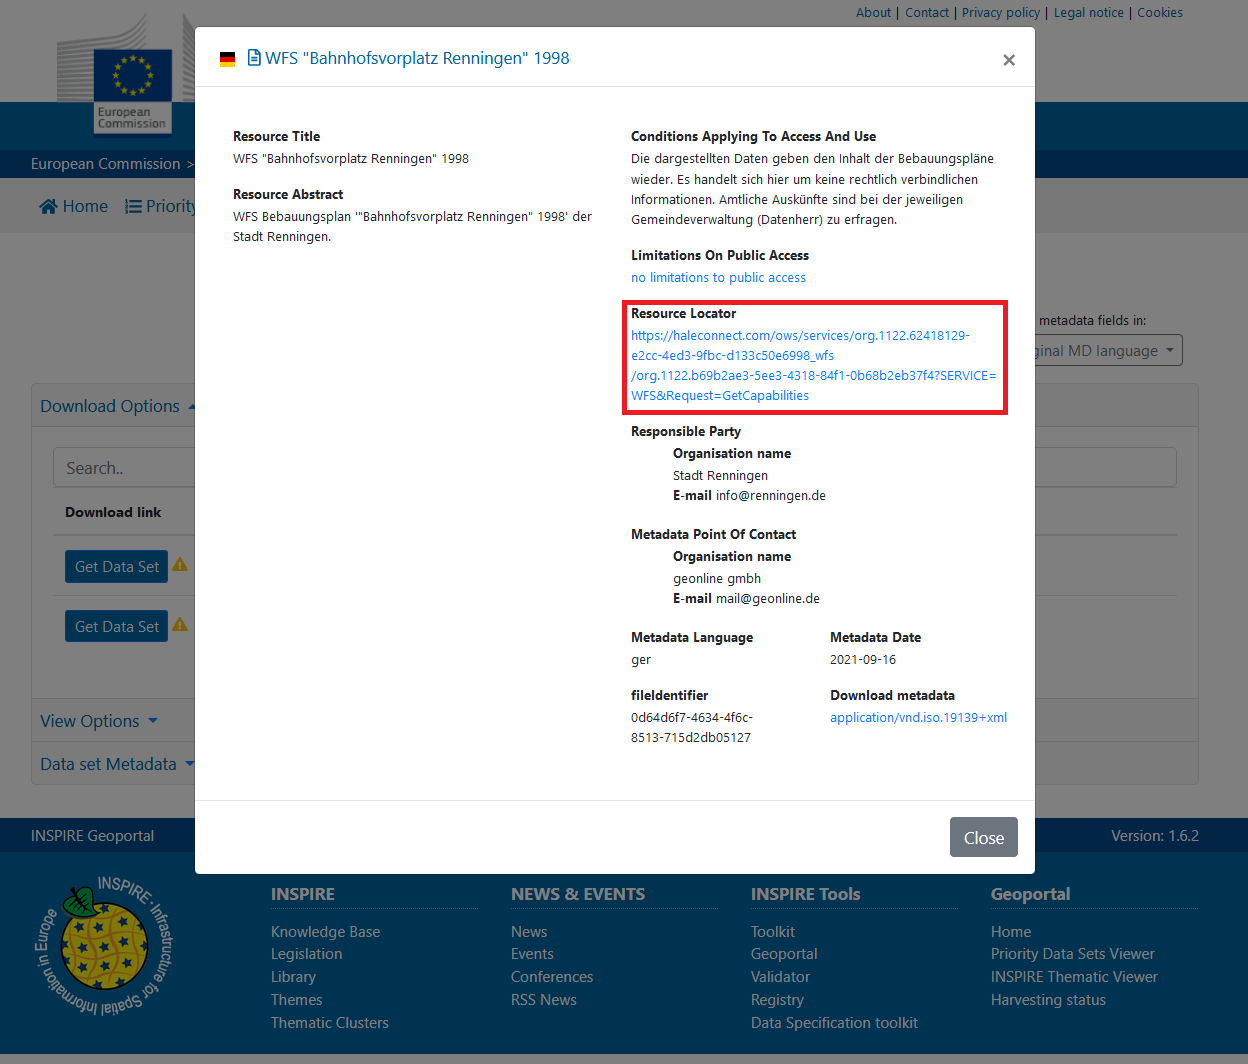 About | Contact | Privacy policy | Legal notice | Cookies
European
Commission
European Commission >
Home
Priority
WFS "Bahnhofsvorplatz Renningen" 1998
×
Resource Title
WFS "Bahnhofsvorplatz Renningen" 1998
Resource Abstract
WFS Bebauungsplan '"Bahnhofsvorplatz Renningen" 1998' der
Stadt Renningen.
Conditions Applying To Access And Use
Die dargestellten Daten geben den Inhalt der Bebauungspläne
wieder. Es handelt sich hier um keine rechtlich verbindlichen
Informationen. Amtliche Auskünfte sind bei der jeweiligen
Gemeindeverwaltung (Datenherr) zu erfragen.
Limitations On Public Access
no limitations to public access
Resource Locator
https://haleconnect.com/ows/services/org.1122.62418129-
e2cc-4ed3-9fbc-d133c50e6998_wfs
/org.1122.b69b2ae3-5ee3-4318-84f1-0b68b2eb37f4?SERVICE=
WFS&Request=GetCapabilities
Responsible Party
Organisation name
Stadt Renningen
E-mail info@renningen.de
Metadata Point Of Contact
Organisation name
geonline gmbh
E-mail mail@geonline.de
Metadata Language
ger
Metadata Date
2021-09-16
fileIdentifier
0d64d6f7-4634-4f6c-
8513-715d2db05127
Download metadata
application/vnd.iso.19139+xml
Close
metadata fields in:
ginal MD language
Download Options
Search..
Download link
Get Data Set
Get Data Set
View Options
Data set Metadata
INSPIRE Geoportal
Version: 1.6.2
INSPIRE - Infrastructure for Spatial Information in Europe
INSPIRE
Knowledge Base
Legislation
Library
Themes
Thematic Clusters
NEWS & EVENTS
News
Events
Conferences
RSS News
INSPIRE Tools
Toolkit
Geoportal
Validator
Registry
Data Specification toolkit
Geoportal
Home
Priority Data Sets Viewer
INSPIRE Thematic Viewer
Harvesting status